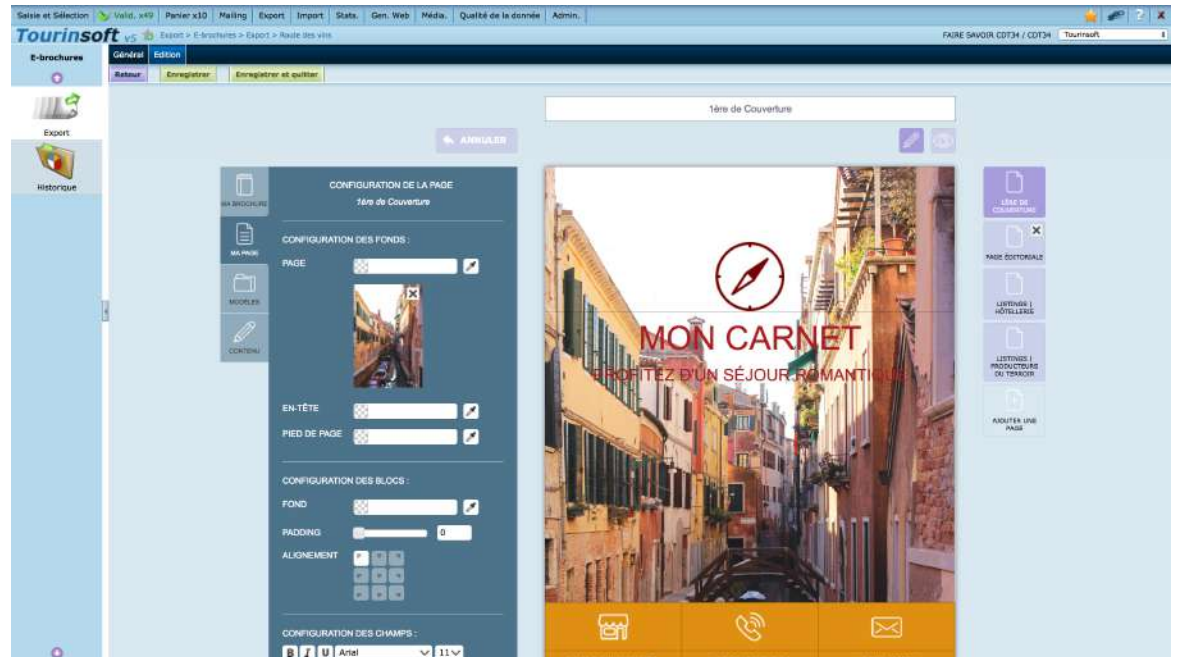 Saisie et Sélection Valid. x49 Panier x10 Mailing Export Import Stats. Gen. Web Média. Qualité de la donnée Admin. ?
Tourinsoft v5 Export > E-brochures > Export > Route des vins FAIRE SAVOIR CDT34 / CDT34 Tourinsoft
E-brochures Général Edition
Retour Enregistrer Enregistrer et quitter
Export
Historique
1ère de Couverture
ANNULER
MA BROCHURE
MA PAGE
MODÈLES
CONTENU
CONFIGURATION DE LA PAGE
1ère de Couverture
CONFIGURATION DES FONDS :
PAGE
EN-TÊTE
PIED DE PAGE
CONFIGURATION DES BLOCS :
FOND
PADDING 0
ALIGNEMENT
CONFIGURATION DES CHAMPS :
B I U Arial 11
MON CARNET
PROFITEZ D'UN SÉJOUR ROMANTIQUE
1ÈRE DE
COUVERTURE
PAGE ÉDITORIALE
LISTINGS |
HÔTELLERIE
LISTINGS |
PRODUCTEURS
DU TERROIR
AJOUTER UNE
PAGE